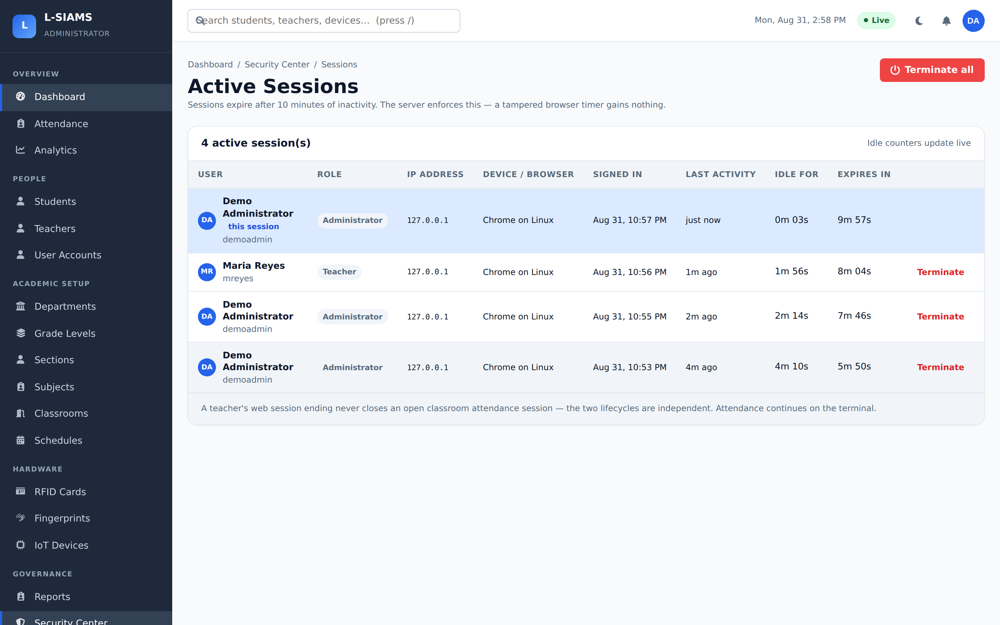 L
L-SIAMS
ADMINISTRATOR
Search students, teachers, devices... (press /)
Mon, Aug 31, 2:58 PM
Live
DA
OVERVIEW
Dashboard
Attendance
Analytics
PEOPLE
Students
Teachers
User Accounts
ACADEMIC SETUP
Departments
Grade Levels
Sections
Subjects
Classrooms
Schedules
HARDWARE
RFID Cards
Fingerprints
IoT Devices
GOVERNANCE
Reports
Security Center
Dashboard / Security Center / Sessions
Terminate all
Active Sessions
Sessions expire after 10 minutes of inactivity. The server enforces this — a tampered browser timer gains nothing.
4 active session(s)
Idle counters update live
USER ROLE IP ADDRESS DEVICE / BROWSER SIGNED IN LAST ACTIVITY IDLE FOR EXPIRES IN
Demo
Administrator
this session
demoadmin
DA Administrator 127.0.0.1 Chrome on Linux Aug 31, 10:57 PM just now 0m 03s 9m 57s
Maria Reyes
mreyes
MR Teacher 127.0.0.1 Chrome on Linux Aug 31, 10:56 PM 1m ago 1m 56s 8m 04s Terminate
Demo
Administrator
demoadmin
DA Administrator 127.0.0.1 Chrome on Linux Aug 31, 10:55 PM 2m ago 2m 14s 7m 46s Terminate
Demo
Administrator
demoadmin
DA Administrator 127.0.0.1 Chrome on Linux Aug 31, 10:53 PM 4m ago 4m 10s 5m 50s Terminate
A teacher's web session ending never closes an open classroom attendance session — the two lifecycles are independent. Attendance continues on the terminal.